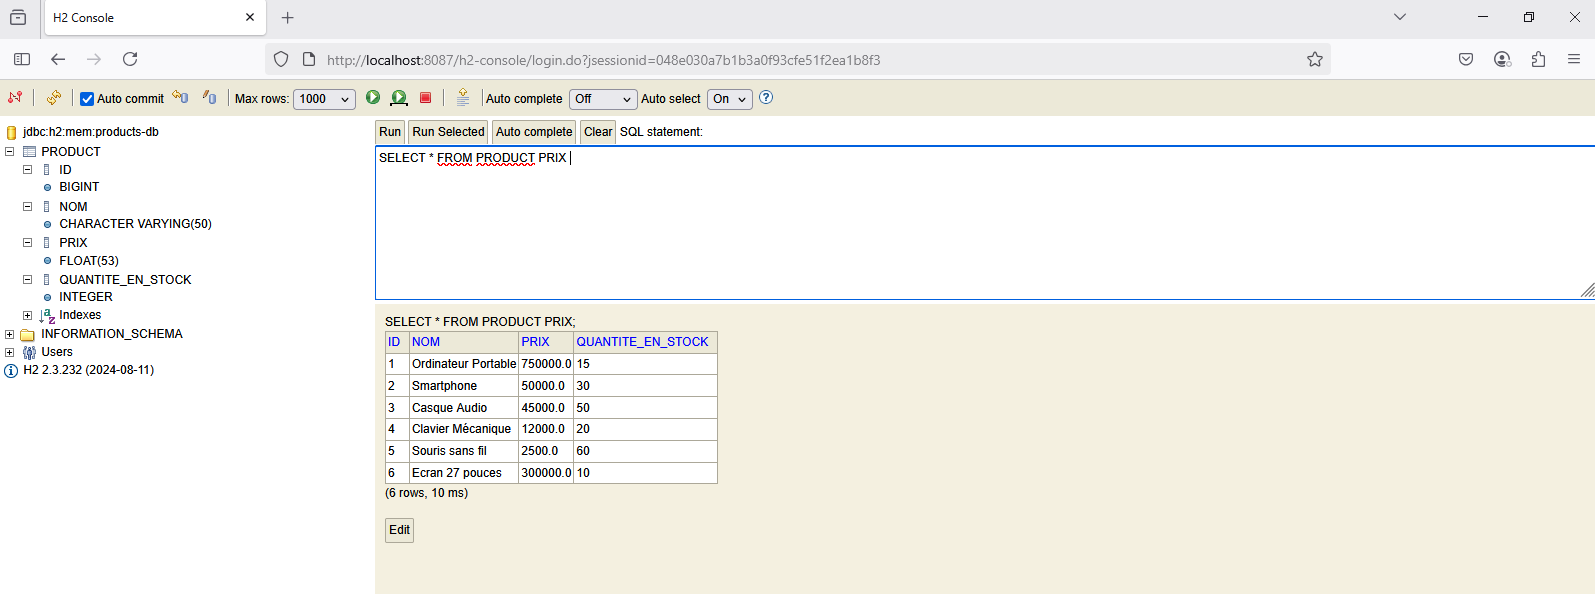 H2 Console
http://localhost:8087/h2-console/login.do?jsessionid=048e030a7b1b3a0f93cfe51f2ea1b8f3
Auto commit Max rows: 1000 Auto complete Off Auto select On
jdbc:h2:mem:products-db
PRODUCT
ID
BIGINT
NOM
CHARACTER VARYING(50)
PRIX
FLOAT(53)
QUANTITE_EN_STOCK
INTEGER
Indexes
INFORMATION_SCHEMA
Users
H2 2.3.232 (2024-08-11)
Run Run Selected Auto complete Clear SQL statement:
SELECT * FROM PRODUCT PRIX
SELECT * FROM PRODUCT PRIX;
ID NOM PRIX QUANTITE_EN_STOCK
1 Ordinateur Portable 750000.0 15
2 Smartphone 50000.0 30
3 Casque Audio 45000.0 50
4 Clavier Mécanique 12000.0 20
5 Souris sans fil 2500.0 60
6 Ecran 27 pouces 300000.0 10
(6 rows, 10 ms)
Edit